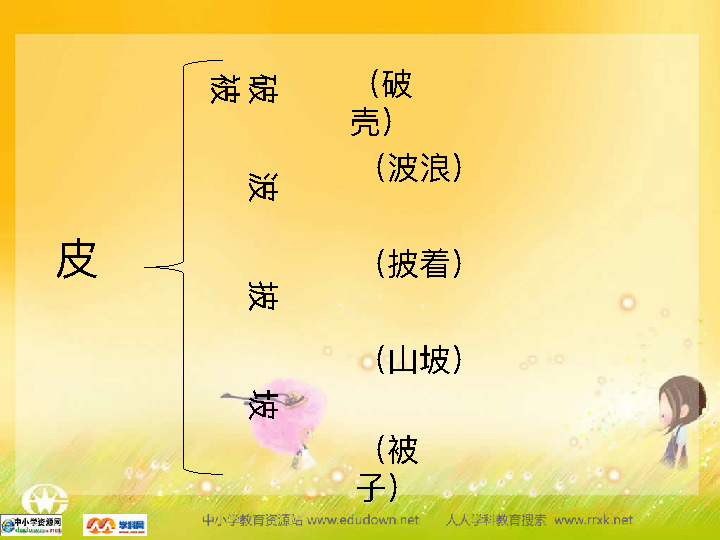 皮
破 波 披 坡
被
（破
壳）
（波浪）
（披着）
（山坡）
（被
子）
中小学资源网
学科网
中小学教育资源站 www.edudown.net 人人学科教育搜索 www.rrxk.net